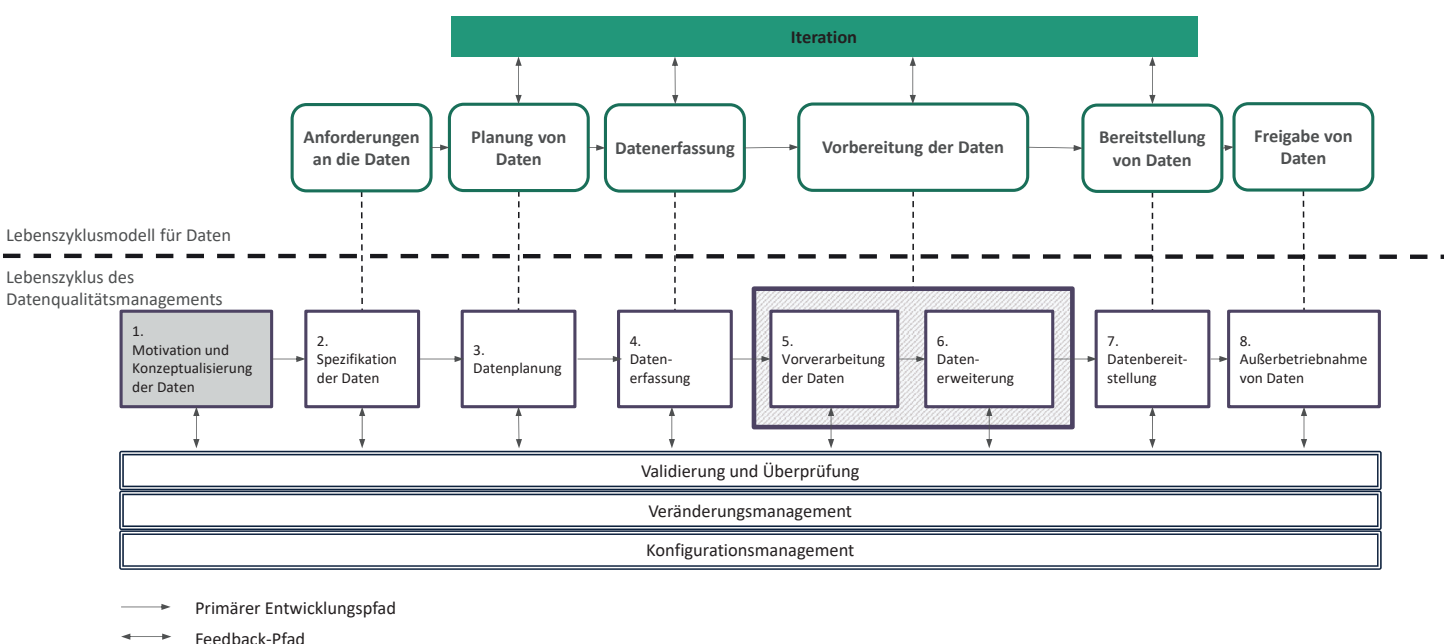 Iteration
Anforderungen
an die Daten
Planung von
Daten
Datenerfassung
Vorbereitung der Daten
Bereitstellung
von Daten
Freigabe von
Daten
Lebenszyklusmodell für Daten
Lebenszyklus des
Datenqualitätsmanagements
1.
Motivation und
Konzeptualisierung
der Daten
2.
Spezifikation
der Daten
3.
Datenplanung
4.
Daten-
erfassung
5.
Vorverarbeitung
der Daten
6.
Daten-
erweiterung
7.
Datenbereit-
stellung
8.
Außerbetriebnahme
von Daten
Validierung und Überprüfung
Veränderungsmanagement
Konfigurationsmanagement
Primärer Entwicklungspfad
Feedback-Pfad